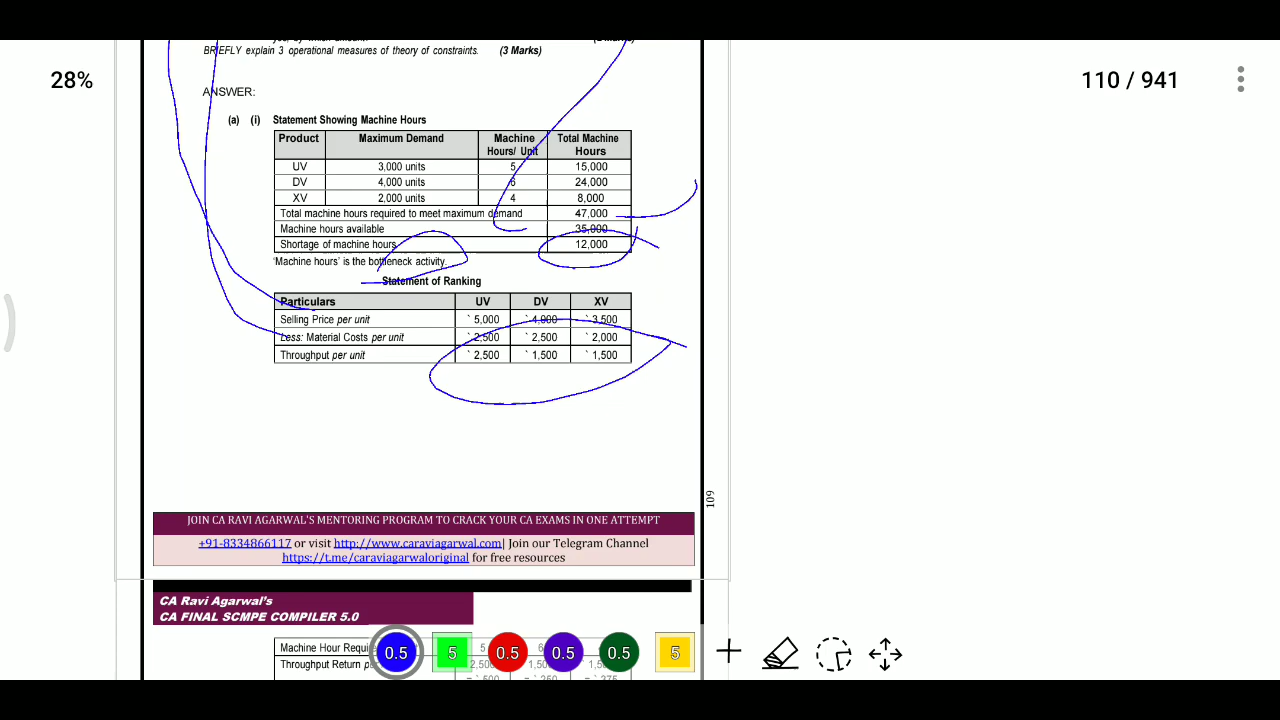 28%
110 / 941
BRIEFLY explain 3 operational measures of theory of constraints. (3 Marks)
ANSWER:
(a) (i) Statement Showing Machine Hours
Product Maximum Demand Machine Hours/ Unit Total Machine Hours
UV 3,000 units 5 15,000
DV 4,000 units 6 24,000
XV 2,000 units 4 8,000
Total machine hours required to meet maximum demand 47,000
Machine hours available 35,000
Shortage of machine hours 12,000
'Machine hours' is the bottleneck activity.
Statement of Ranking
Particulars UV DV XV
Selling Price per unit ` 5,000 ` 4,000 ` 3,500
Less: Material Costs per unit ` 2,500 ` 2,500 ` 2,000
Throughput per unit ` 2,500 ` 1,500 ` 1,500
109
JOIN CA RAVI AGARWAL'S MENTORING PROGRAM TO CRACK YOUR CA EXAMS IN ONE ATTEMPT
+91-8334866117 or visit http://www.caraviagarwal.com| Join our Telegram Channel
https://t.me/caraviagarwaloriginal for free resources
CA Ravi Agarwal's
CA FINAL SCMPE COMPILER 5.0
Machine Hour
Throughput Return
0.5 5 0.5 0.5 0.5 5